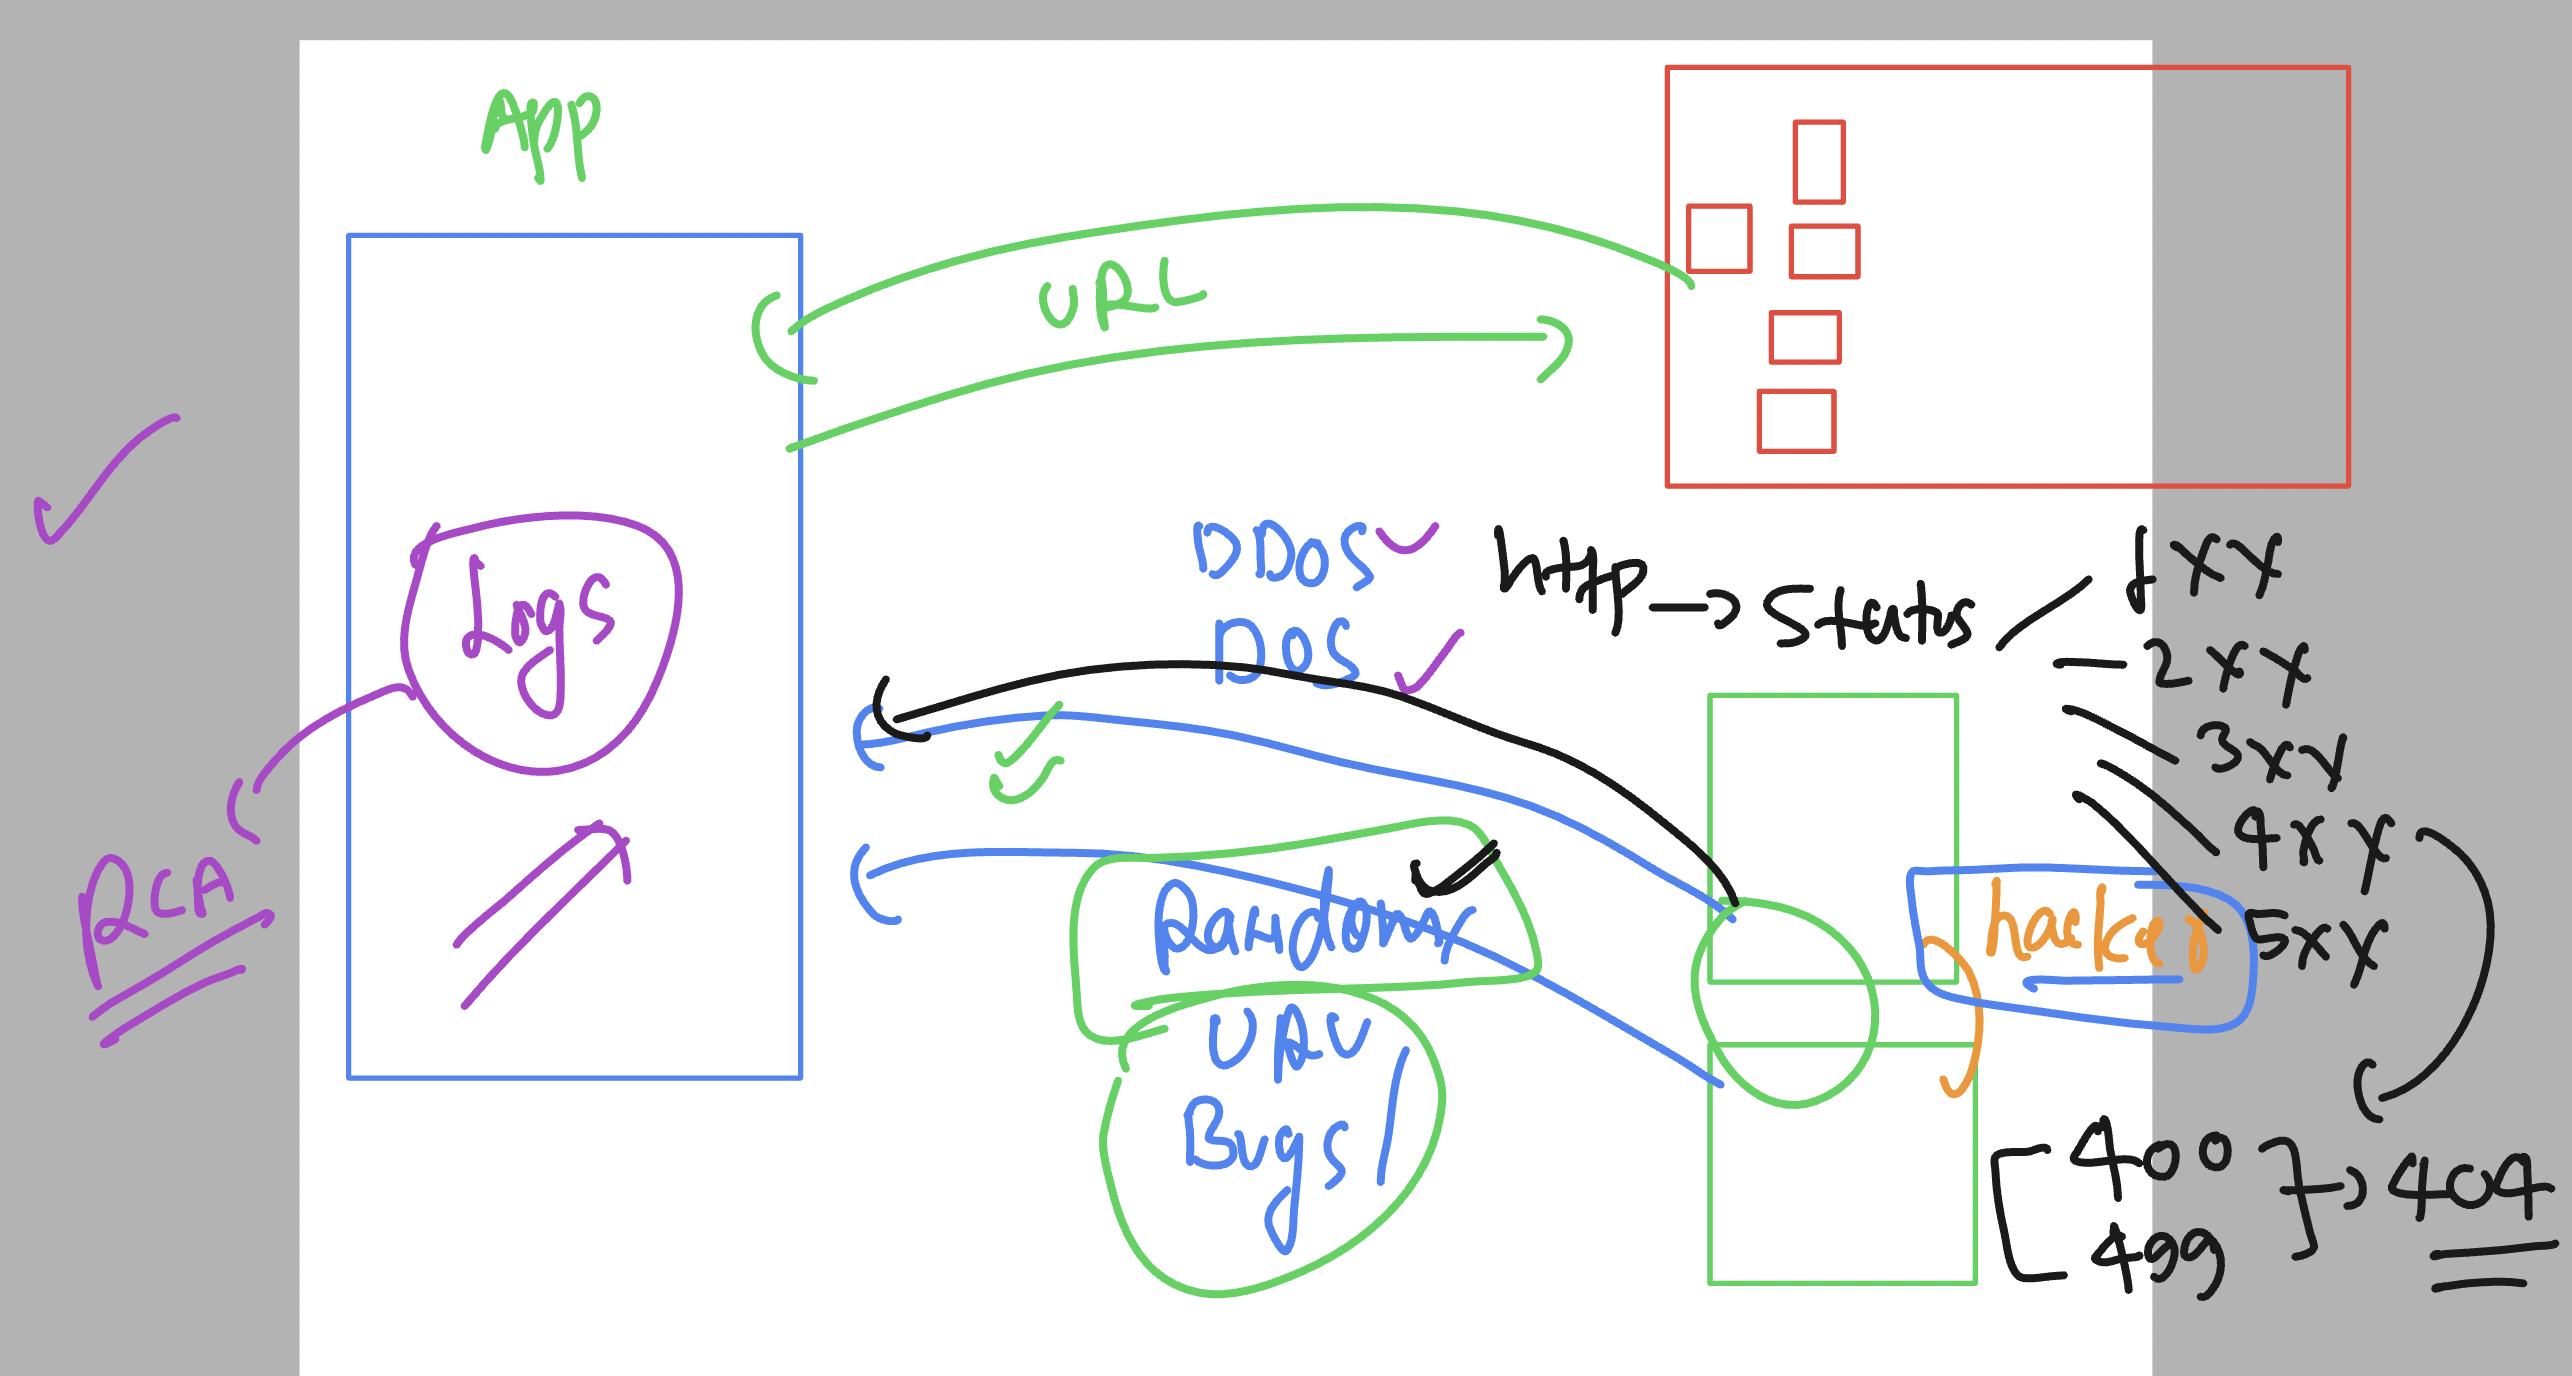 App
URL
Logs
RCA
DDOS
DOS
http → Status
1xx
2xx
3xx
4xx
5xx
Random
URL
Bugs
hacker
400
499
404